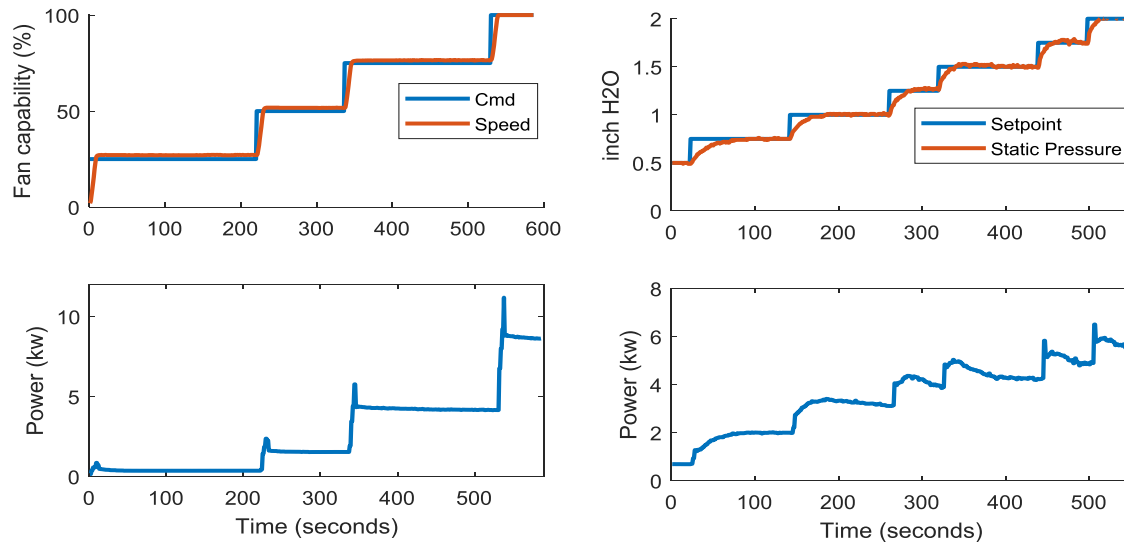 Fan capability (%)
100
50
0
Cmd
Speed
0 100 200 300 400 500 600
inch H2O
2
1.5
1
0.5
0
Setpoint
Static Pressure
0 100 200 300 400 500
Power (kw)
10
5
0
0 100 200 300 400 500
Time (seconds)
Power (kw)
8
6
4
2
0
0 100 200 300 400 500
Time (seconds)